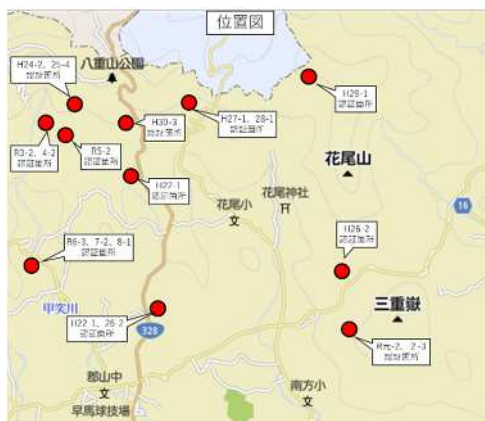 位置図
八重山公園
H24-2、25-4
認証箇所
H29-1
認証箇所
H27-1、28-1
認証箇所
H30-3
認証箇所
R3-2、4-2
認証箇所
R5-2
認証箇所
花尾山
H22-1
認証箇所
花尾小
花尾神社
16
H26-2
認証箇所
R6-3、7-2、8-1
認証箇所
三重嶽
甲突川
H22-1、26-2
認証箇所
328
R元-2、2-3
認証箇所
郡山中
早馬球技場
南方小